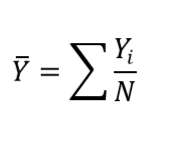 Ȳ = ∑ Yᵢ/N